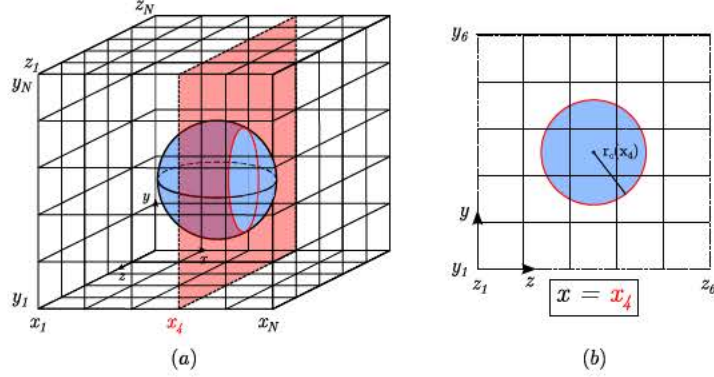 z_N
z_1
y_N
y
x
z
y_1
x_1
x_4
x_N
(a)
y_6
r_c(x_4)
y
y_1
z_1
z
z_6
x = x_4
(b)